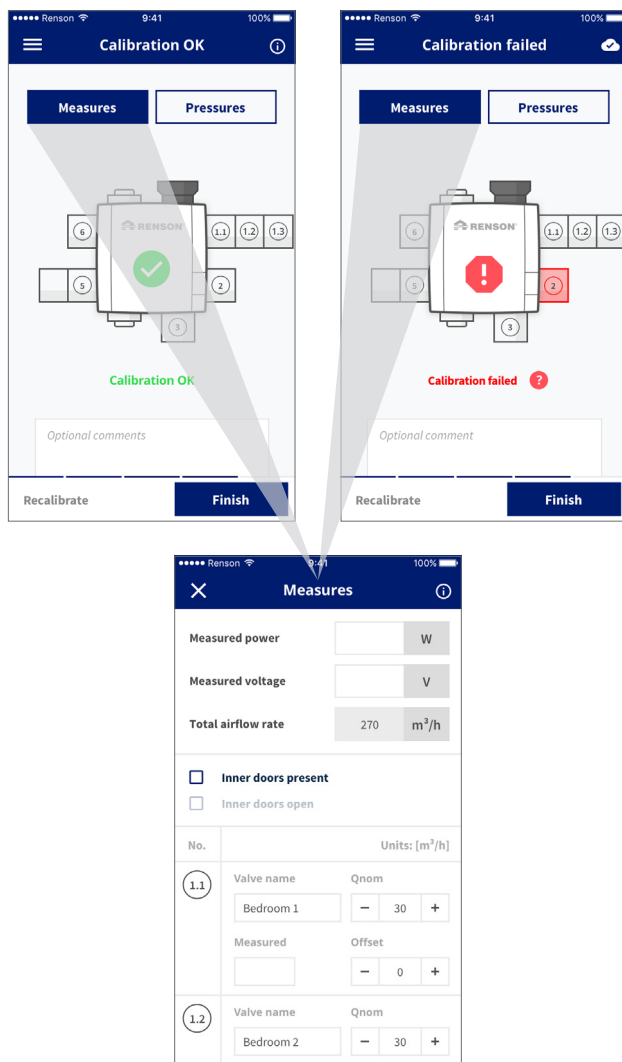 Renson 9:41 100%
Calibration OK
Measures Pressures
6 RENSON 1.1 1.2 1.3
5 2
3
Calibration OK
Optional comments
Recalibrate Finish
Renson 9:41 100%
Calibration failed
Measures Pressures
6 RENSON 1.1 1.2 1.3
5 ! 2
3
Calibration failed ?
Optional comment
Recalibrate Finish
Renson 9:41 100%
Measures
Measured power W
Measured voltage V
Total airflow rate 270 m³/h
Inner doors present
Inner doors open
No. Units: [m³/h]
1.1 Valve name Qnom
Bedroom 1 − 30 +
Measured Offset
− 0 +
1.2 Valve name Qnom
Bedroom 2 − 30 +